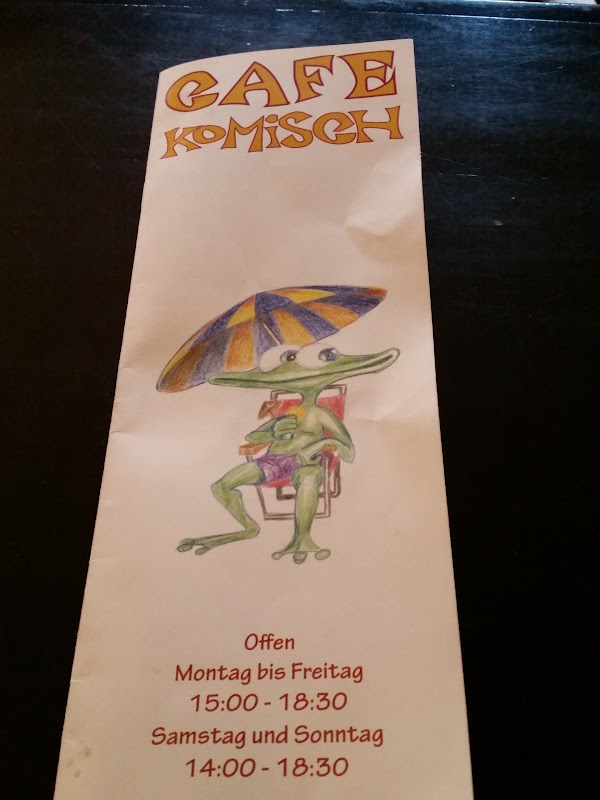 CAFE
KOMiSCH
Offen
Montag bis Freitag
15:00 - 18:30
Samstag und Sonntag
14:00 - 18:30